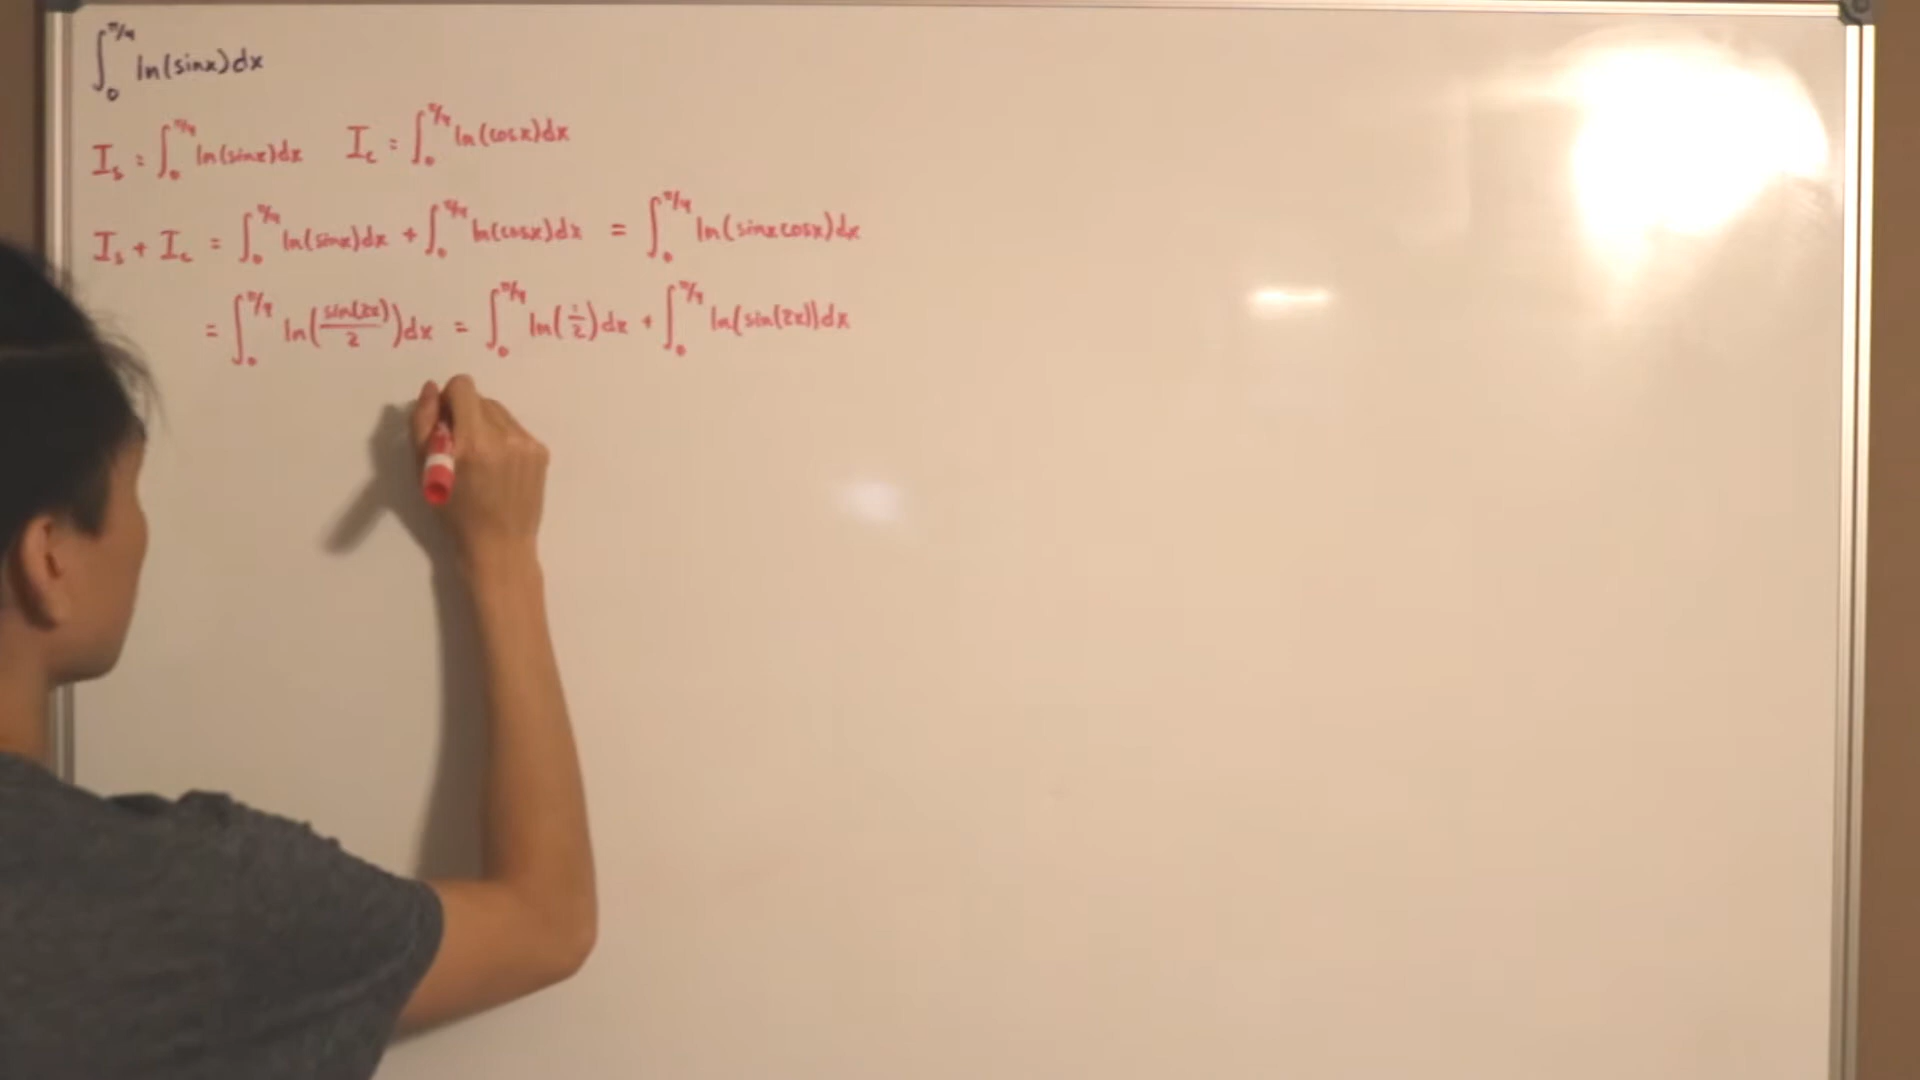 ∫₀^{π/4} ln(sinx)dx
I_s = ∫₀^{π/4} ln(sinx)dx   I_c = ∫₀^{π/4} ln(cosx)dx
I_s + I_c = ∫₀^{π/4} ln(sinx)dx + ∫₀^{π/4} ln(cosx)dx = ∫₀^{π/4} ln(sinxcosx)dx
= ∫₀^{π/4} ln(sin(2x)/2)dx = ∫₀^{π/4} ln(1/2)dx + ∫₀^{π/4} ln(sin(2x))dx